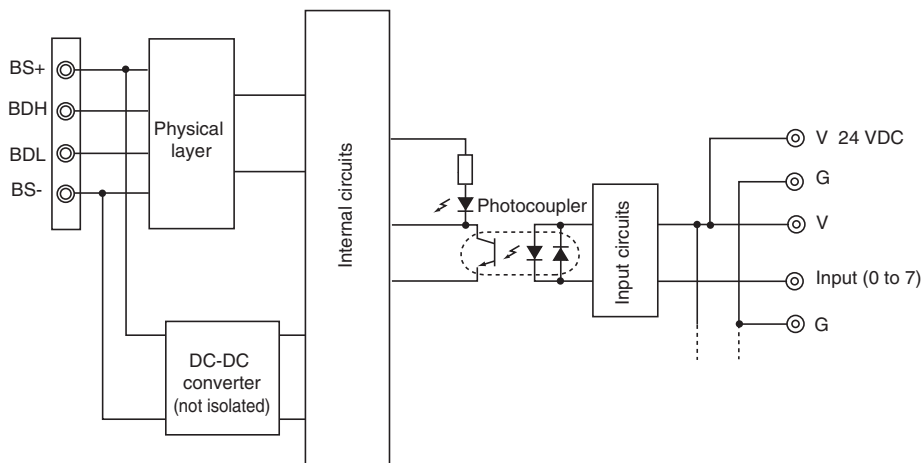 BS+
BDH
BDL
BS-
Physical
layer
DC-DC
converter
(not isolated)
Internal circuits
Photocoupler
Input circuits
V 24 VDC
G
V
Input (0 to 7)
G